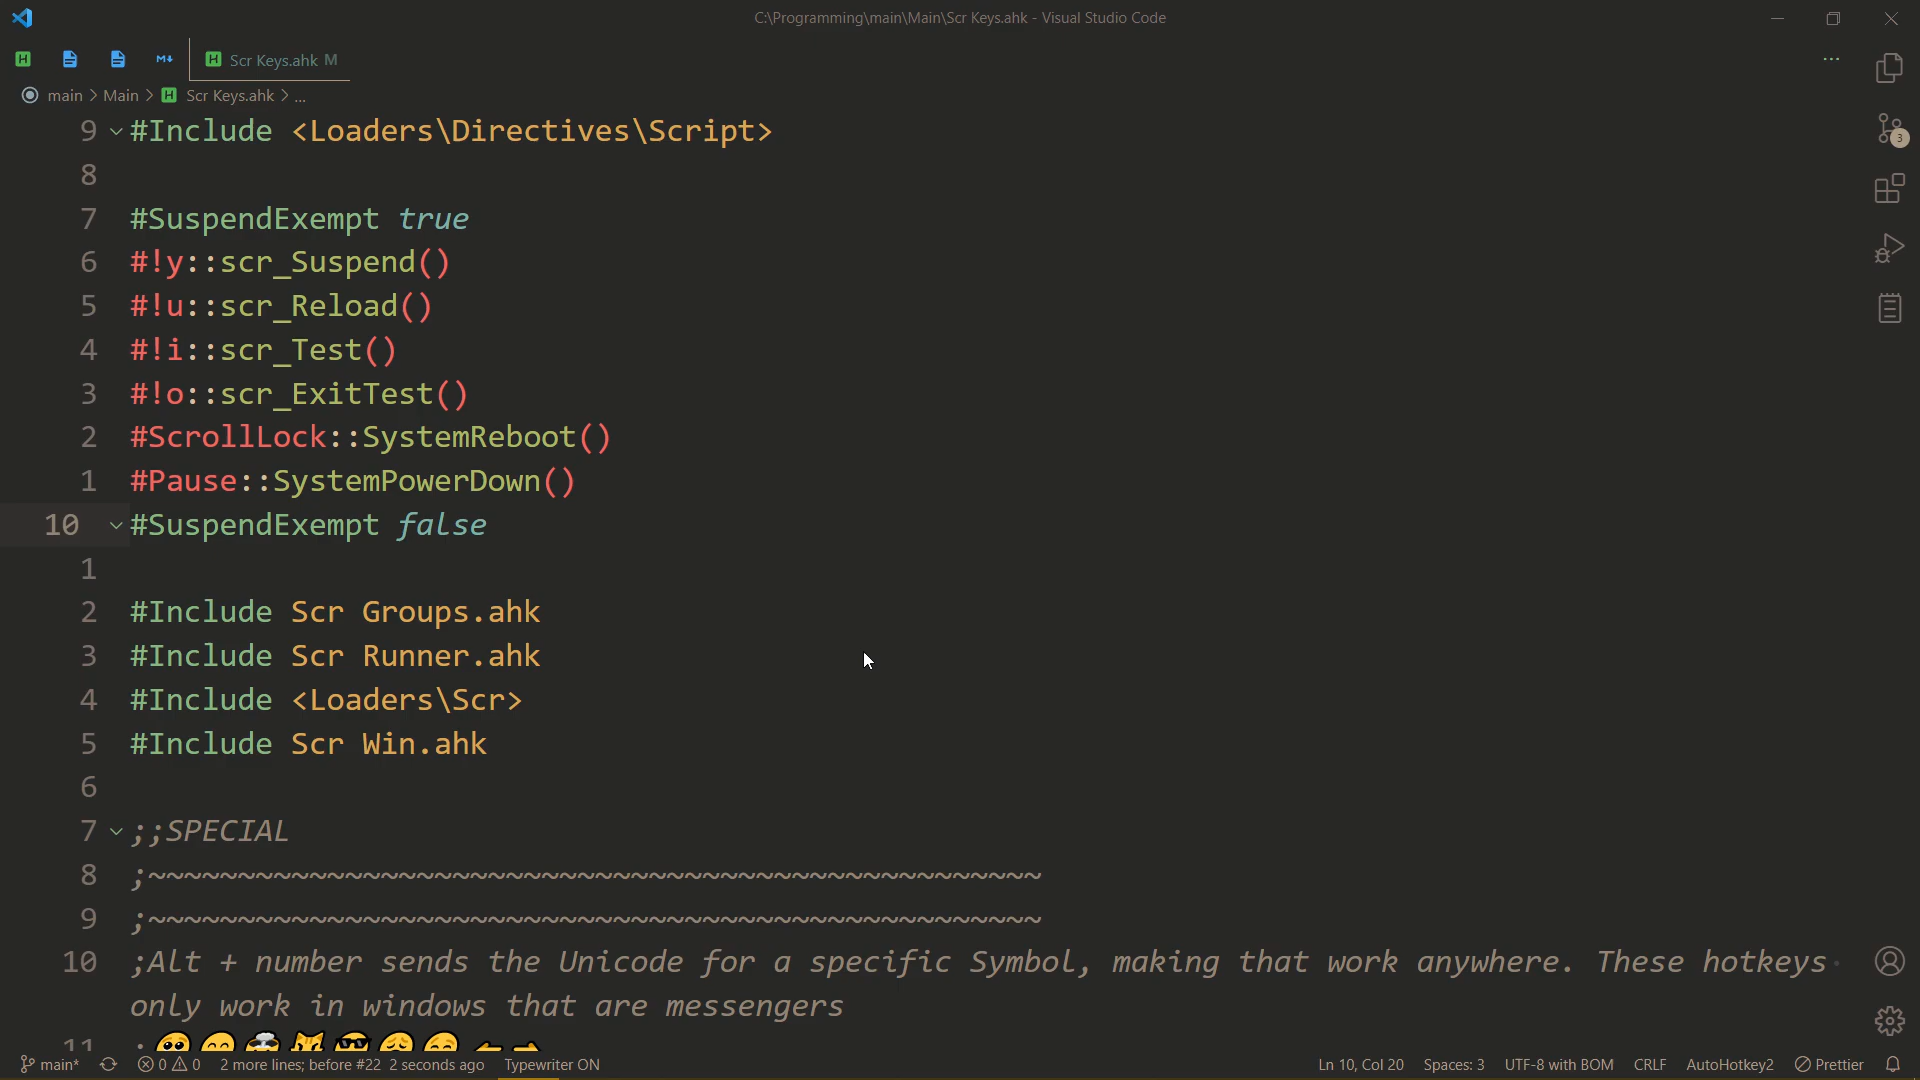 C:\Programming\main\Main\Scr Keys.ahk - Visual Studio Code
Scr Keys.ahk M
main > Main > Scr Keys.ahk > ...
9 #Include <Loaders\Directives\Script>
8
7 #SuspendExempt true
6 #!y::scr_Suspend()
5 #!u::scr_Reload()
4 #!i::scr_Test()
3 #!o::scr_ExitTest()
2 #ScrollLock::SystemReboot()
1 #Pause::SystemPowerDown()
10 #SuspendExempt false
1
2 #Include Scr Groups.ahk
3 #Include Scr Runner.ahk
4 #Include <Loaders\Scr>
5 #Include Scr Win.ahk
6
7 ;;SPECIAL
8 ;~~~~~~~~~~~~~~~~~~~~~~~~~~~~~~~~~~~~~~~~~~~~~~~~~~
9 ;~~~~~~~~~~~~~~~~~~~~~~~~~~~~~~~~~~~~~~~~~~~~~~~~~~
10 ;Alt + number sends the Unicode for a specific Symbol, making that work anywhere. These hotkeys
only work in windows that are messengers
11
3
main* 0 0 2 more lines; before #22 2 seconds ago Typewriter ON Ln 10, Col 20 Spaces: 3 UTF-8 with BOM CRLF AutoHotkey2 Prettier